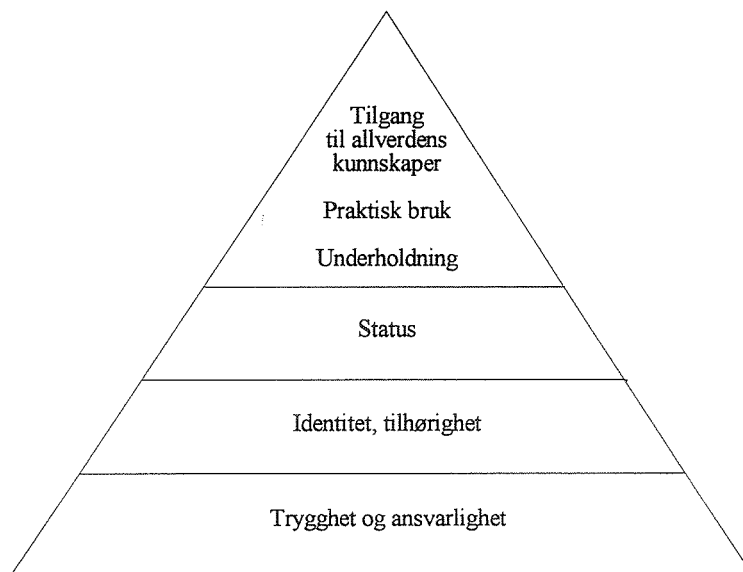 Tilgang
til allverdens
kunnskaper
Praktisk bruk
Underholdning
Status
Identitet, tilhørighet
Trygghet og ansvarlighet